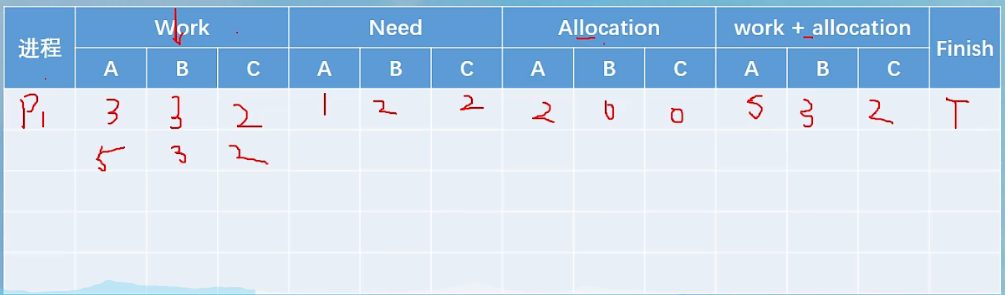 进程 Work Need Allocation work + allocation Finish
A B C A B C A B C A B C
P1 3 3 2 1 2 2 2 0 0 5 3 2 T
5 3 2